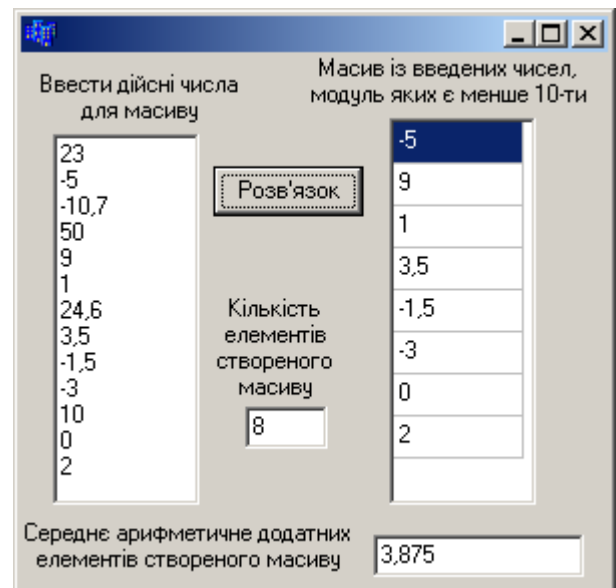 Ввести дійсні числа
для масиву
23
-5
-10,7
50
9
1
24,6
3,5
-1,5
-3
10
0
2
Розв'язок
Кількість
елементів
створеного
масиву
8
Масив із введених чисел,
модуль яких є менше 10-ти
-5
9
1
3,5
-1,5
-3
0
2
Середнє арифметичне додатних
елементів створеного масиву
3,875